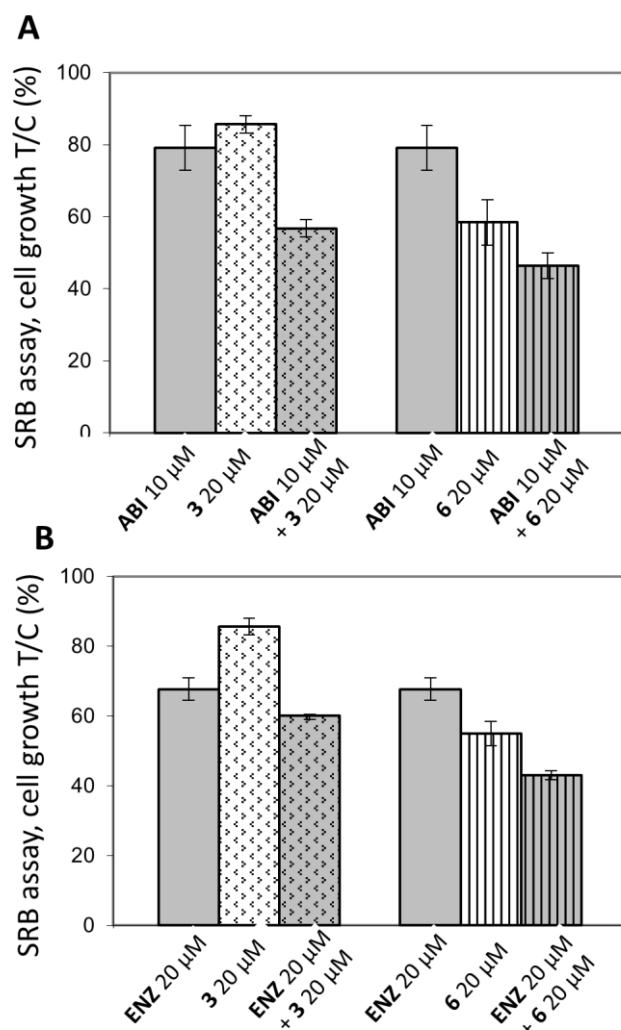 A
SRB assay, cell growth T/C (%)
100
80
60
40
20
0
ABI 10 µM
3 20 µM
ABI 10 µM
+ 3 20 µM
ABI 10 µM
6 20 µM
ABI 10 µM
+ 6 20 µM
B
SRB assay, cell growth T/C (%)
100
80
60
40
20
0
ENZ 20 µM
3 20 µM
ENZ 20 µM
+ 3 20 µM
ENZ 20 µM
6 20 µM
ENZ 20 µM
+ 6 20 µM